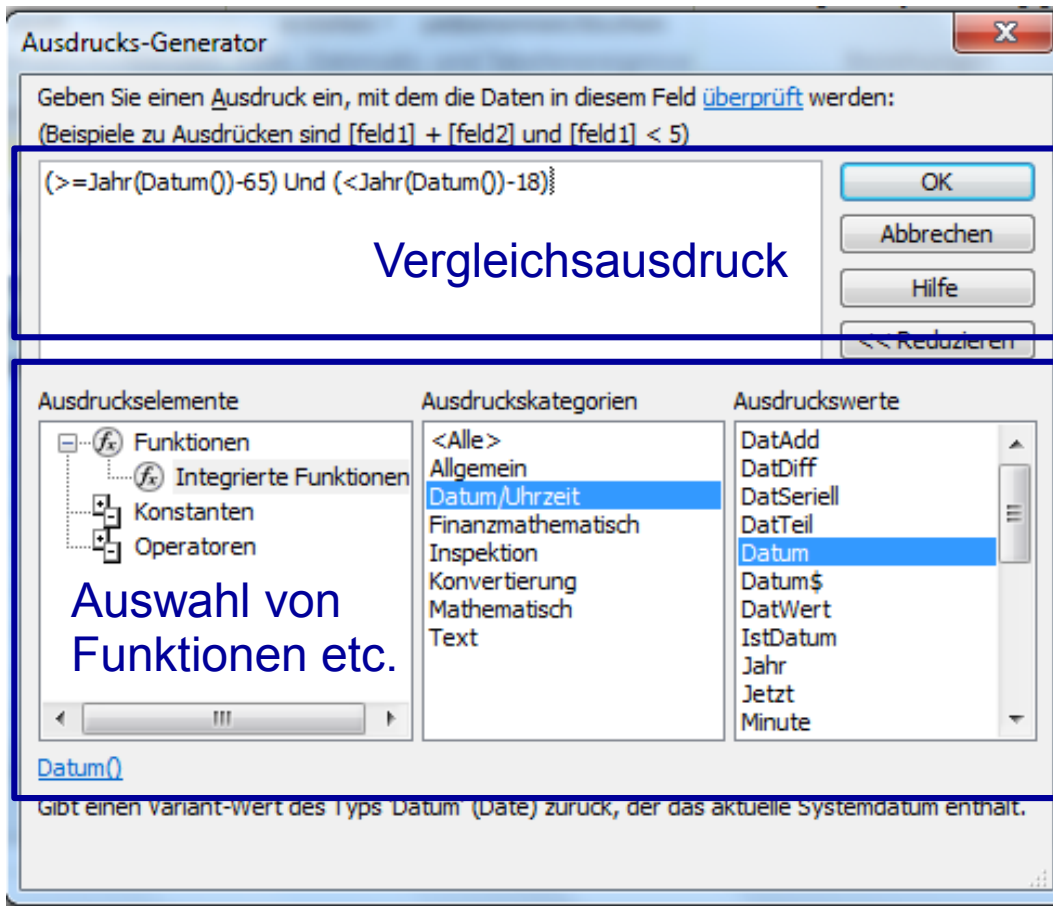 Ausdrucks-Generator
Geben Sie einen Ausdruck ein, mit dem die Daten in diesem Feld überprüft werden:
(Beispiele zu Ausdrücken sind [feld1] + [feld2] und [feld1] < 5)
(>=Jahr(Datum())-65) Und (<Jahr(Datum())-18)
Vergleichsausdruck
OK
Abbrechen
Hilfe
<< Reduzieren
Ausdruckselemente
Funktionen
Integrierte Funktionen
Konstanten
Operatoren
Auswahl von
Funktionen etc.
Ausdruckskategorien
<Alle>
Allgemein
Datum/Uhrzeit
Finanzmathematisch
Inspektion
Konvertierung
Mathematisch
Text
Ausdruckswerte
DatAdd
DatDiff
DatSeriell
DatTeil
Datum
Datum$
DatWert
IstDatum
Jahr
Jetzt
Minute
Datum()
Gibt einen Variant-Wert des Typs 'Datum' (Date) zurück, der das aktuelle Systemdatum enthält.